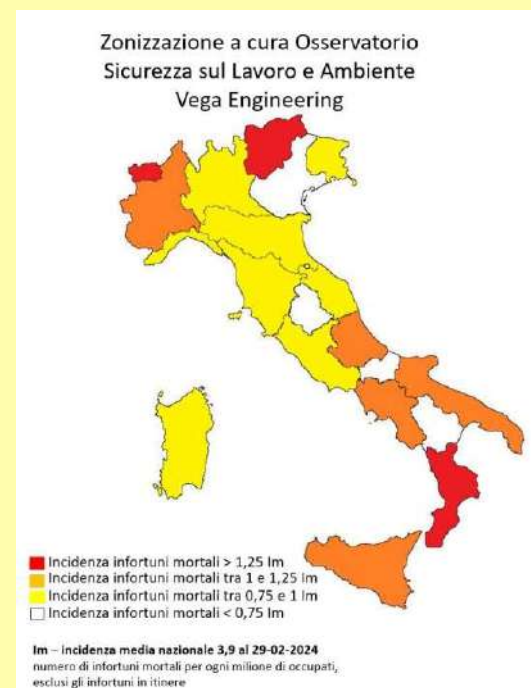 Zonizzazione a cura Osservatorio
Sicurezza sul Lavoro e Ambiente
Vega Engineering
Incidenza infortuni mortali > 1,25 Im
Incidenza infortuni mortali tra 1 e 1,25 Im
Incidenza infortuni mortali tra 0,75 e 1 Im
Incidenza infortuni mortali < 0,75 Im
Im – incidenza media nazionale 3,9 al 29-02-2024
numero di infortuni mortali per ogni milione di occupati,
esclusi gli infortuni in itinere